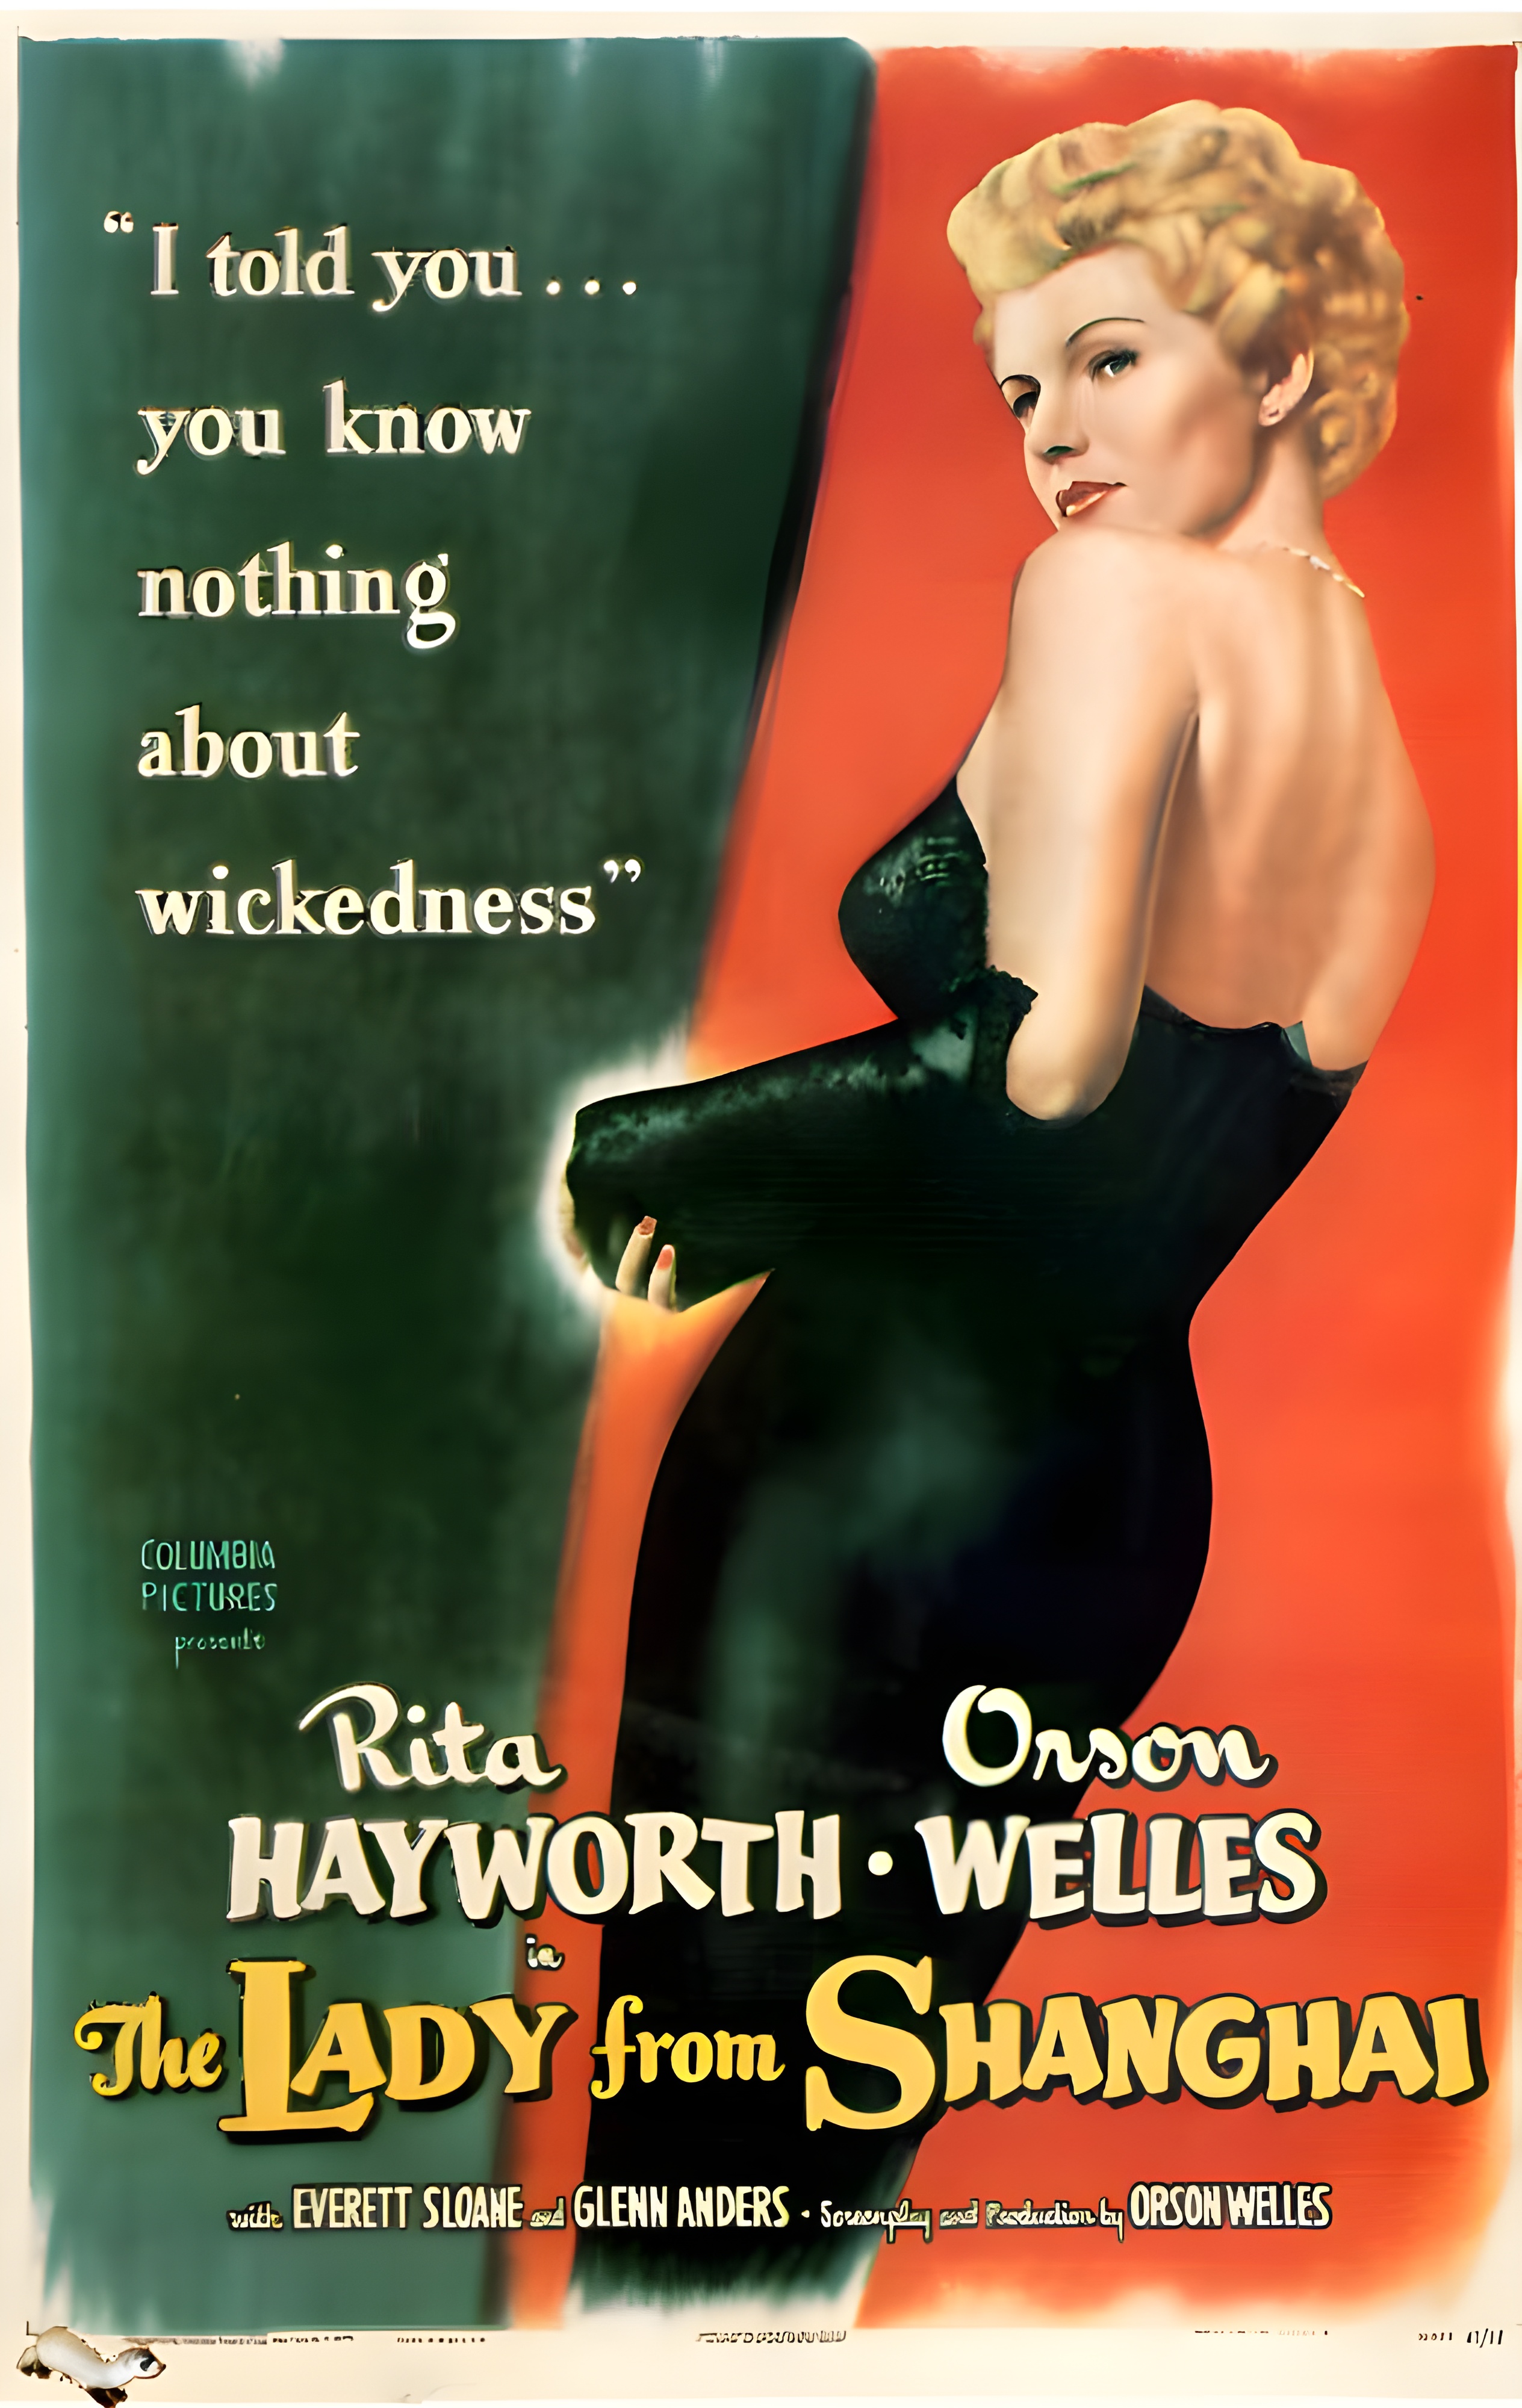 “I told you...
you know
nothing
about
wickedness”
COLUMBIA
PICTURES
Rita Orson
HAYWORTH · WELLES
in
The LADY from SHANGHAI
with EVERETT SLOANE and GLENN ANDERS · Screenplay and Production by ORSON WELLES